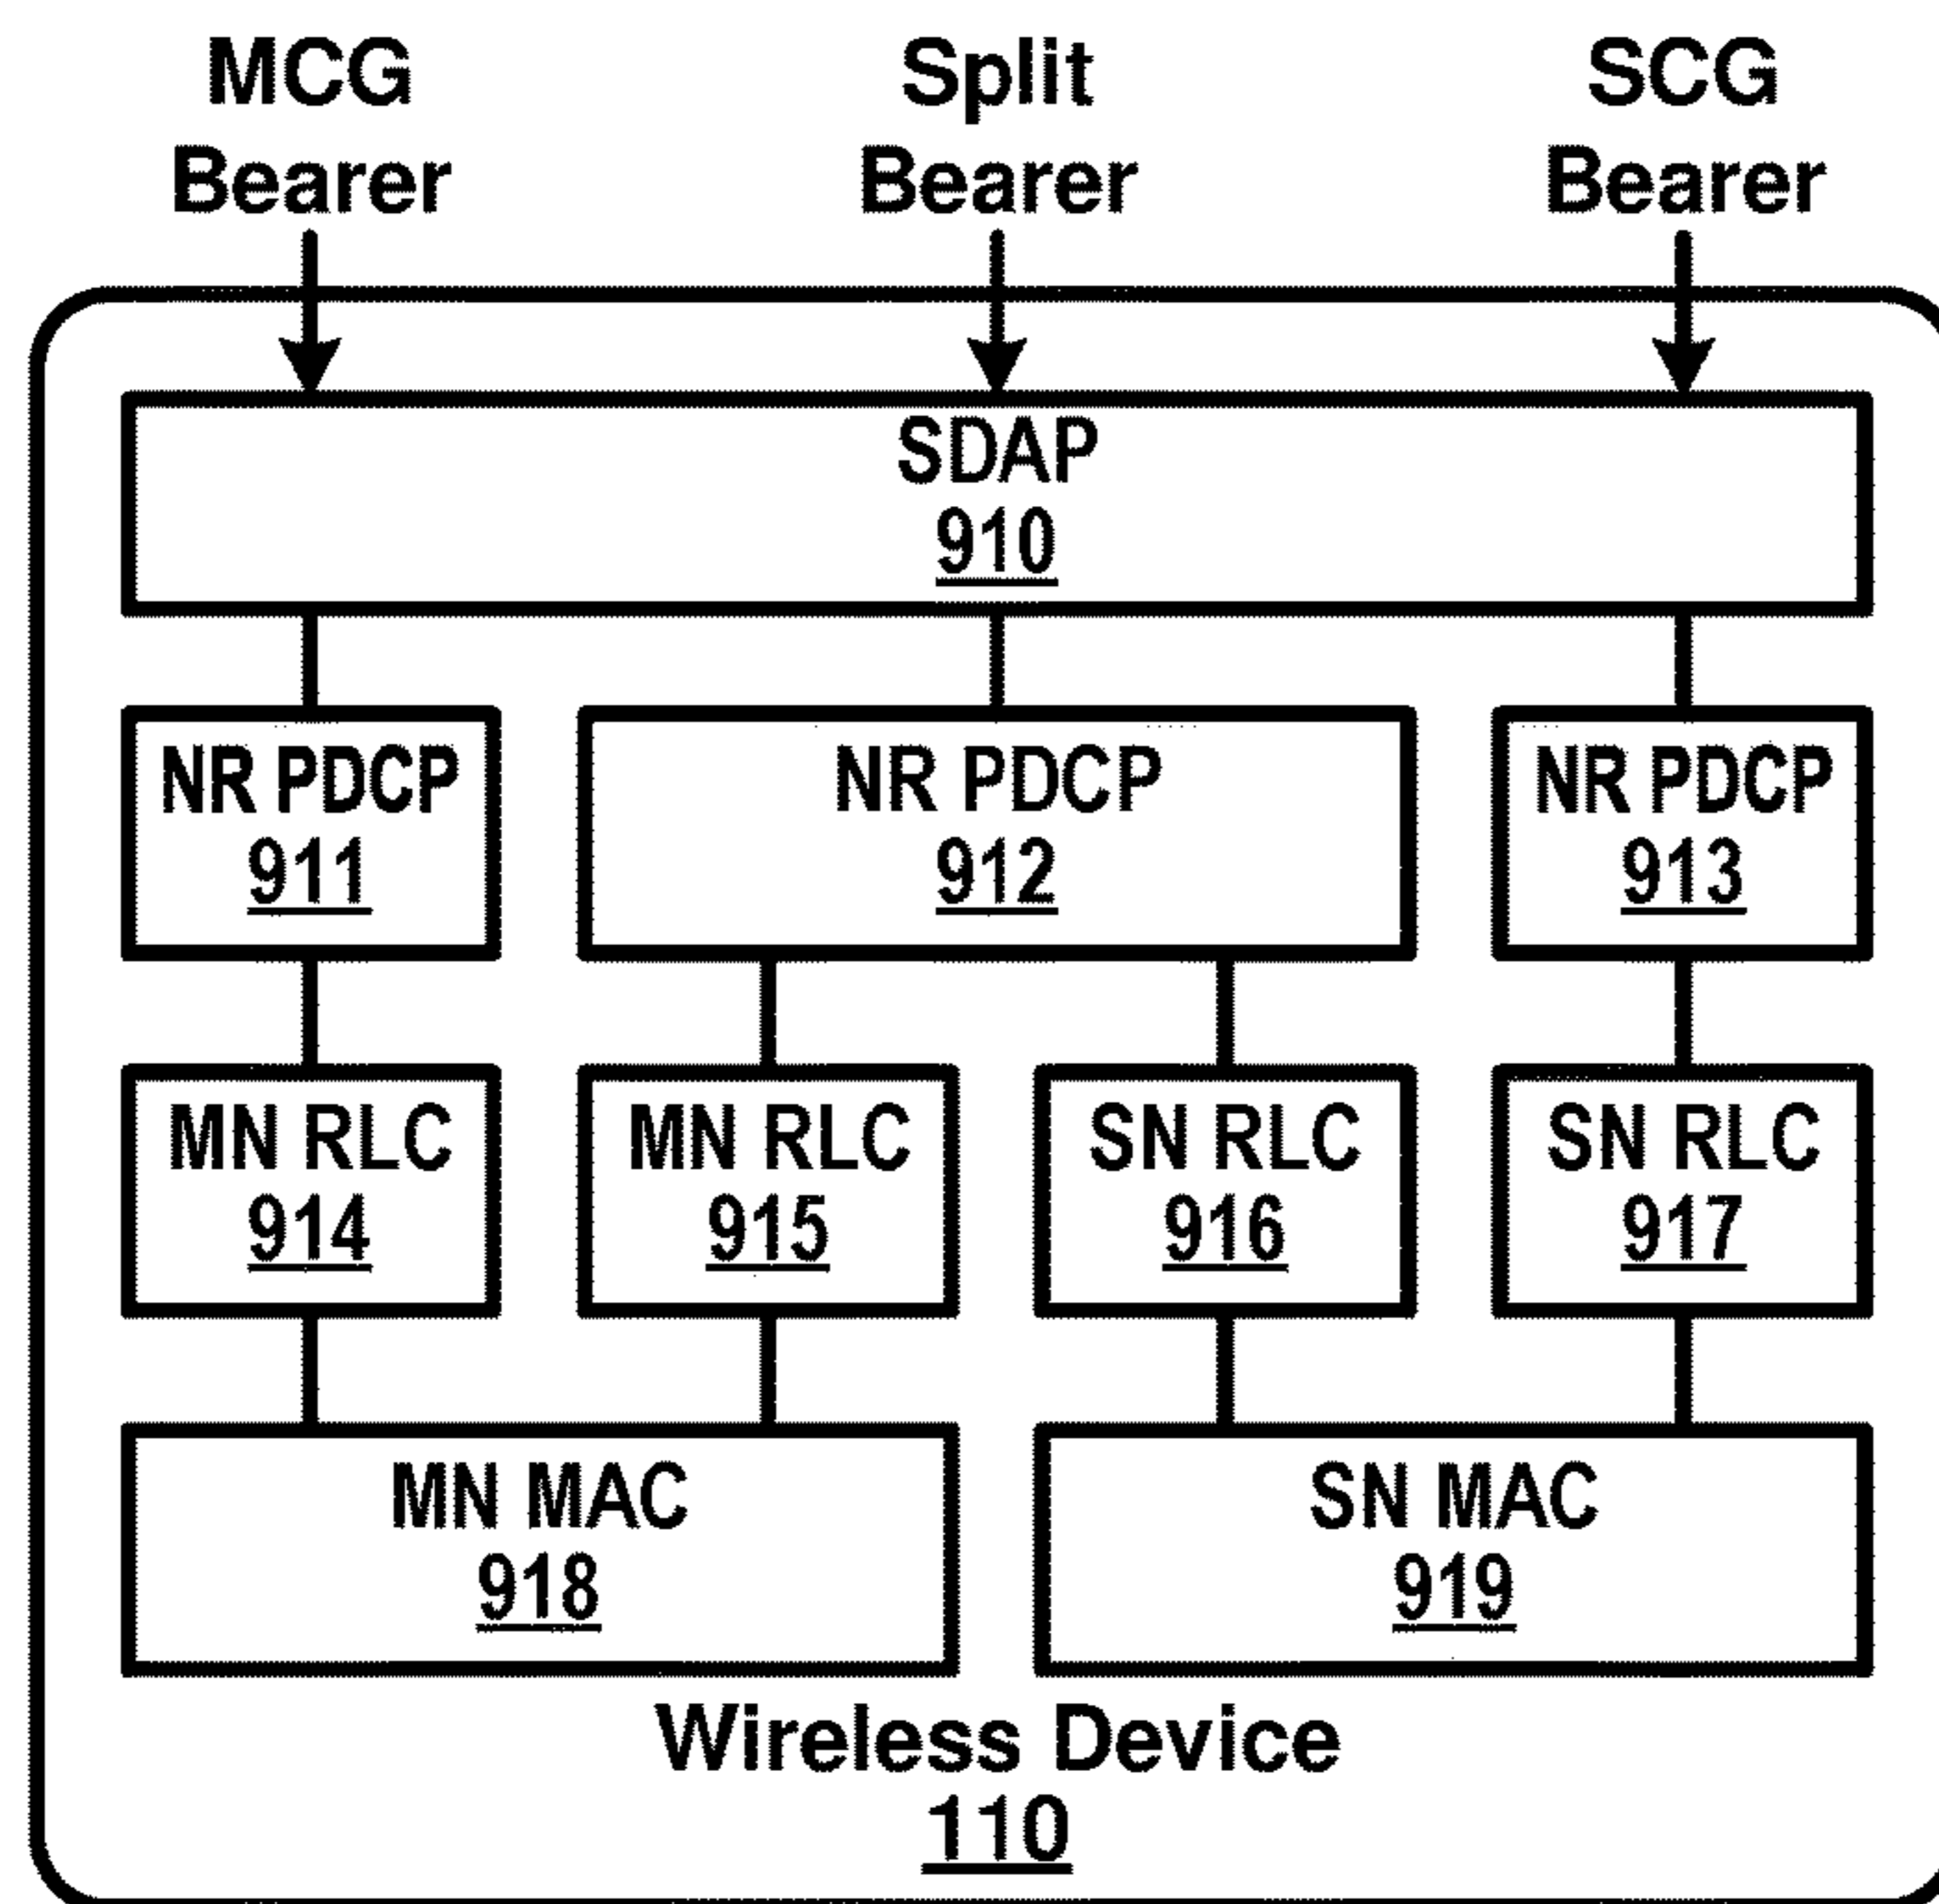 MCG Bearer
Split Bearer
SCG Bearer
SDAP
910
NR PDCP
911
NR PDCP
912
NR PDCP
913
MN RLC
914
MN RLC
915
SN RLC
916
SN RLC
917
MN MAC
918
SN MAC
919
Wireless Device
110